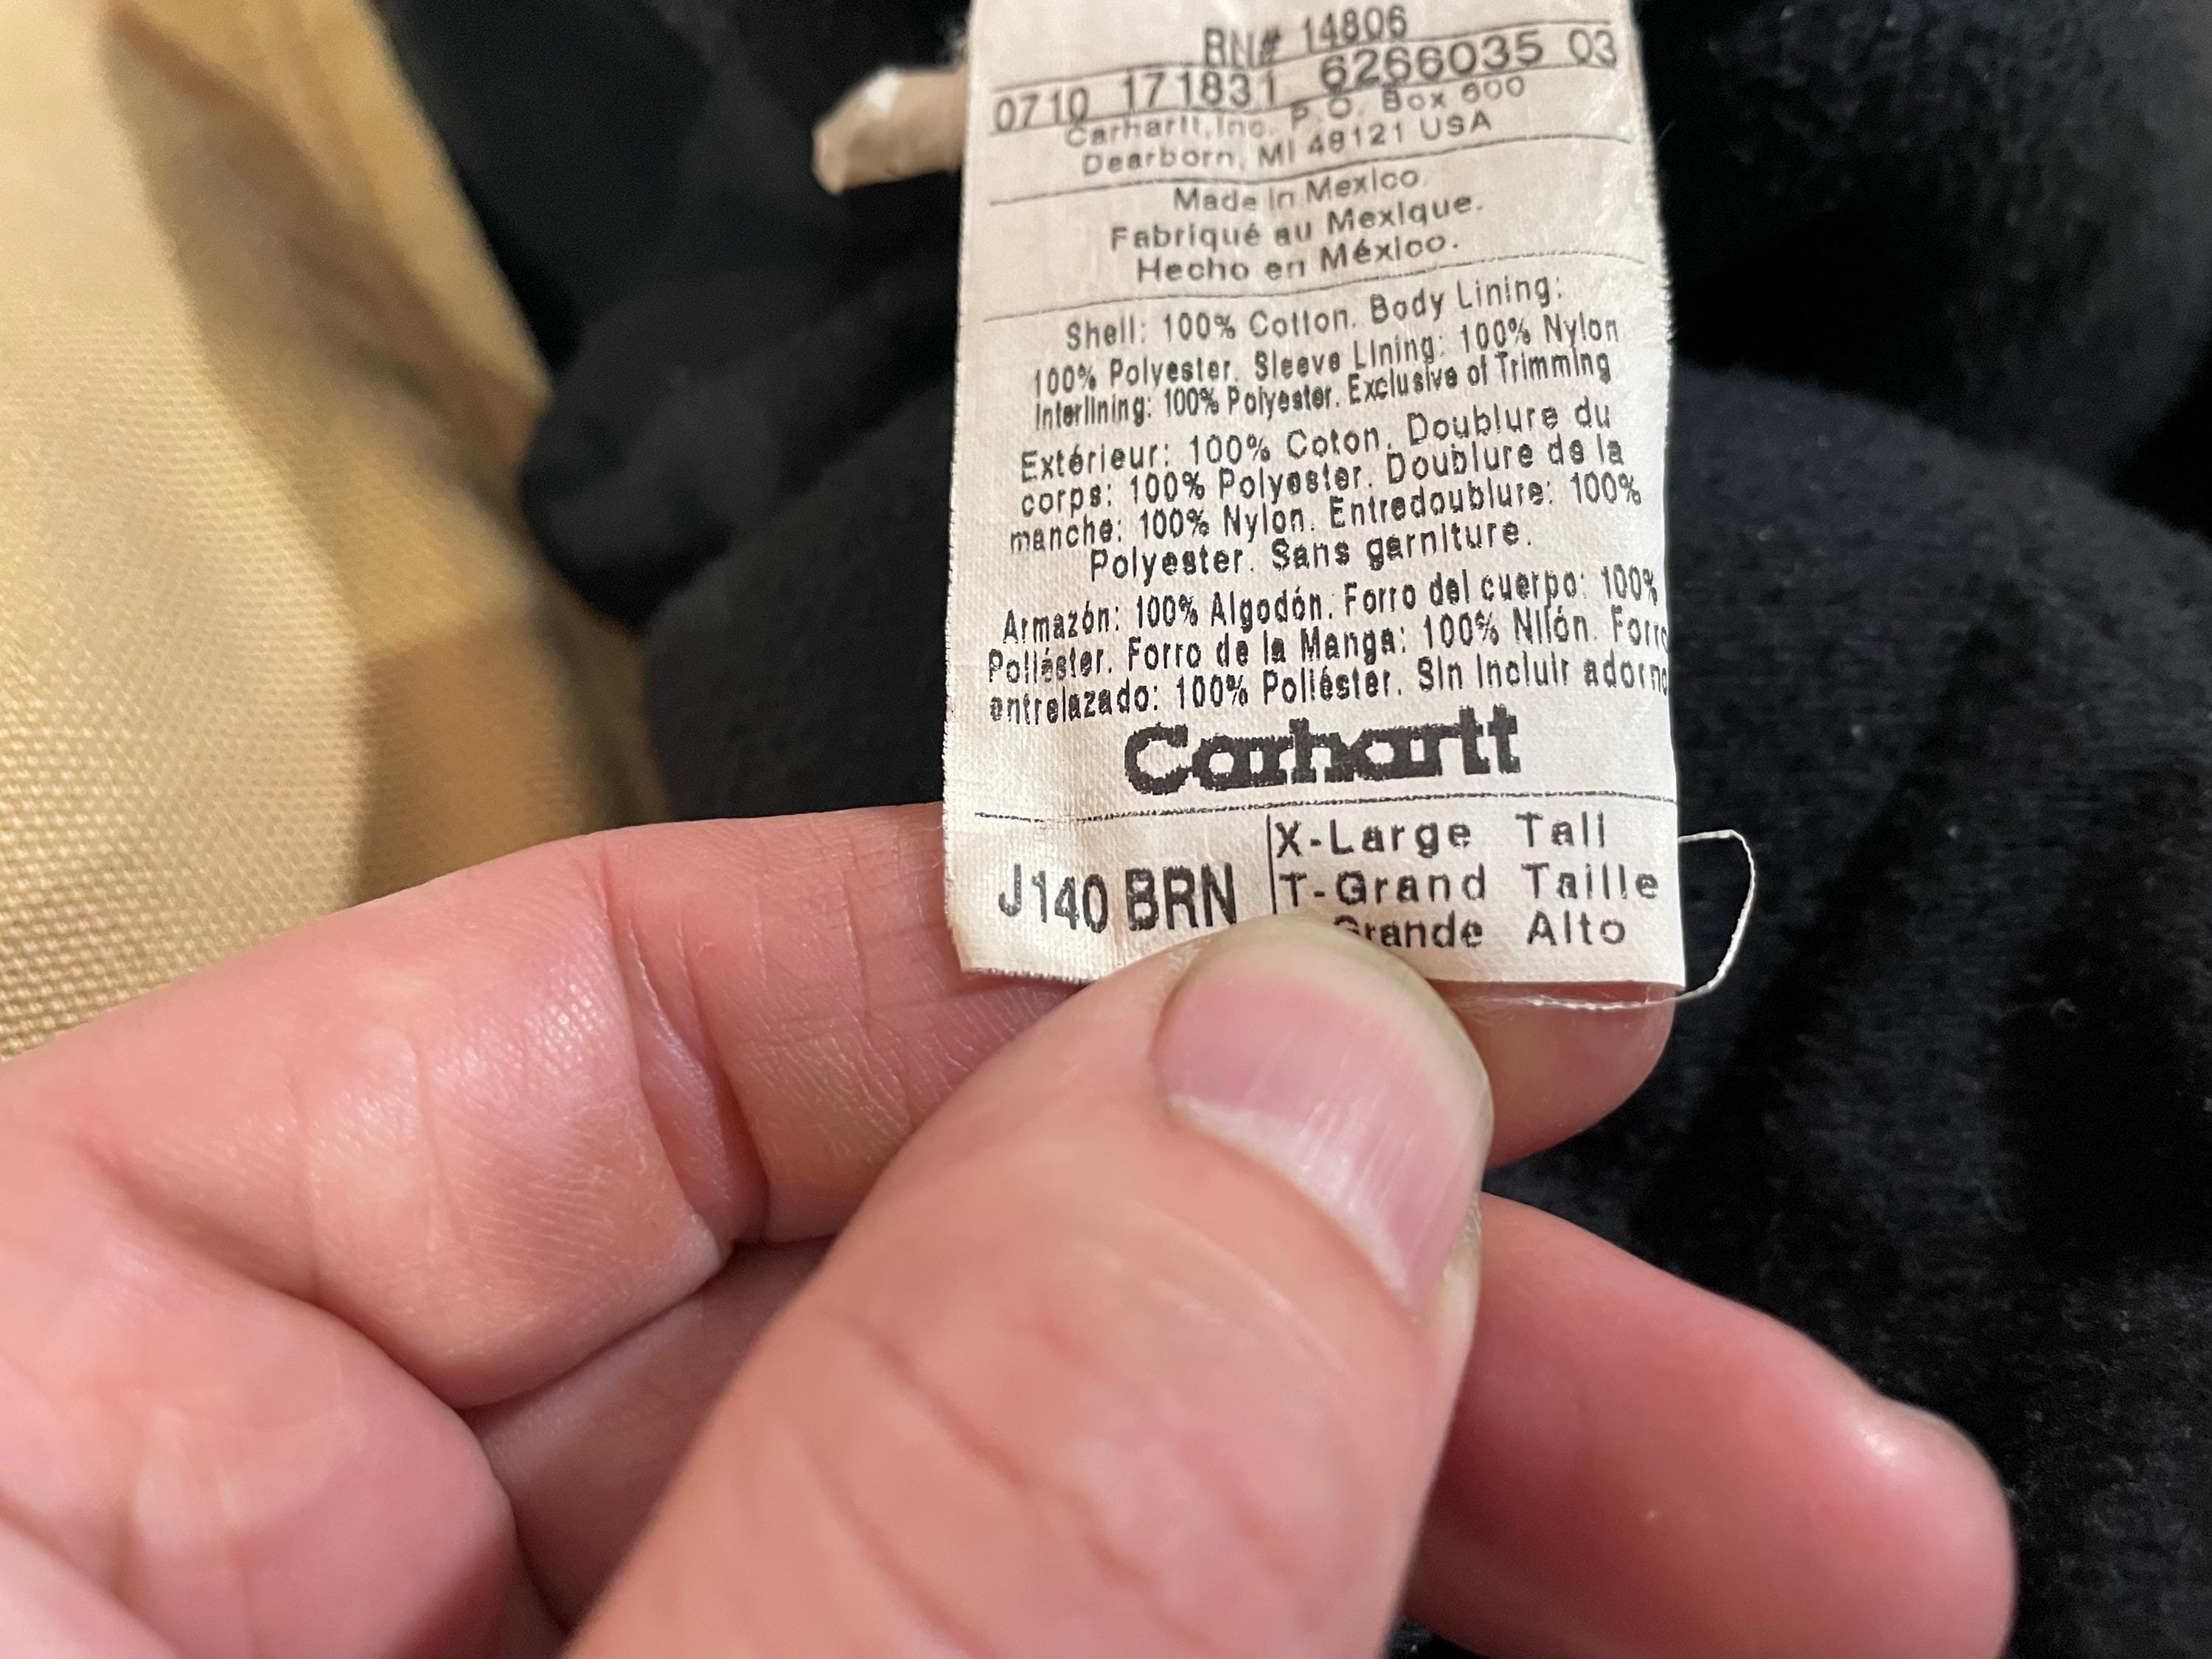 RN# 14806
0710 171831 6266035 03
Carhartt, Inc. P.O. Box 600
Dearborn, MI 48121 USA
Made in Mexico.
Fabriqué au Mexique.
Hecho en México.
Shell: 100% Cotton. Body Lining:
100% Polyester. Sleeve Lining: 100% Nylon
Interlining: 100% Polyester. Exclusive of Trimming
Extérieur: 100% Coton. Doublure du
corps: 100% Polyester. Doublure de la
manche: 100% Nylon. Entredoublure: 100%
Polyester. Sans garniture.
Armazón: 100% Algodón. Forro del cuerpo: 100%
Poliéster. Forro de la Manga: 100% Nilón. Forro
entrelazado: 100% Poliéster. Sin incluir adorno
Carhartt
J140 BRN
X-Large Tall
T-Grand Taille
Grande Alto